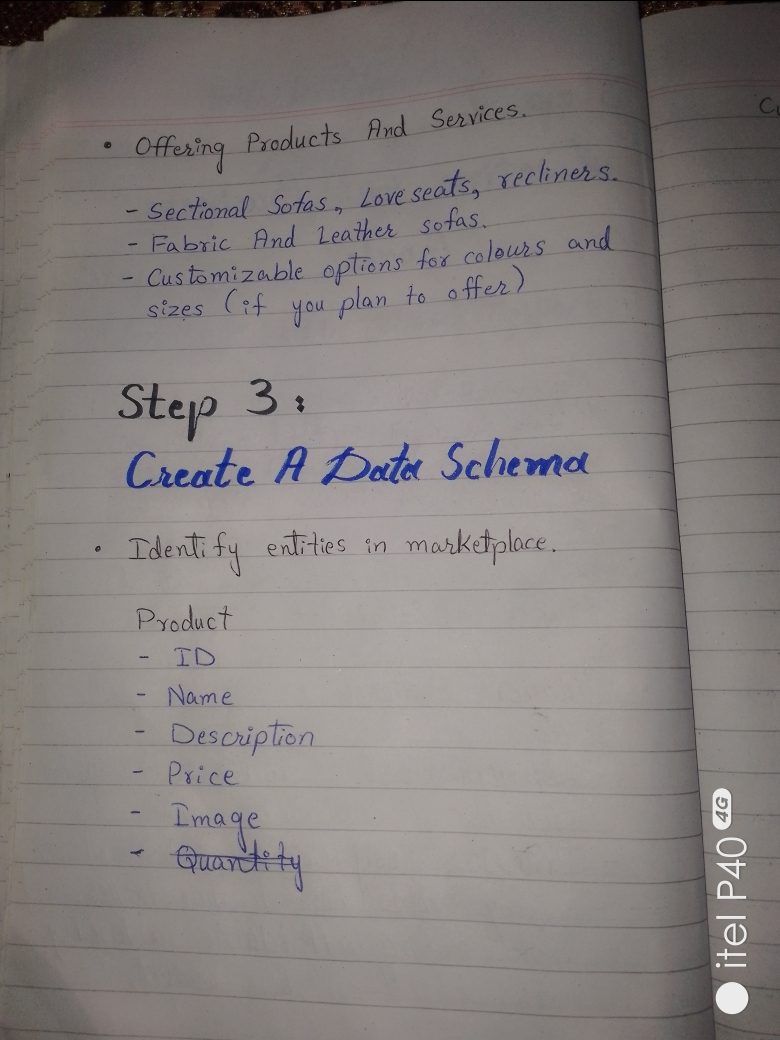 • Offering Products And Services.
- Sectional Sofas, Love seats, recliners.
- Fabric And Leather sofas.
- Customizable options for colours and
sizes (if you plan to offer)
Step 3:
Create A Data Schema
• Identify entities in marketplace.
Product
- ID
- Name
- Description
- Price
- Image
- Quantity
itel P40 4G